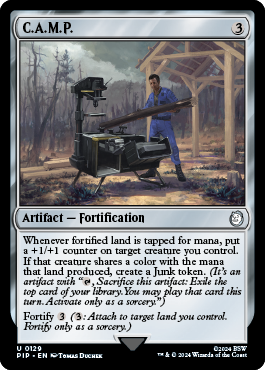 C.A.M.P. 3
Artifact — Fortification
Whenever fortified land is tapped for mana, put
a +1/+1 counter on target creature you control.
If that creature shares a color with the mana
that land produced, create a Junk token. (It's an
artifact with "T, Sacrifice this artifact: Exile the
top card of your library. You may play that card this
turn. Activate only as a sorcery.")
Fortify 3 (3: Attach to target land you control.
Fortify only as a sorcery.)
U 0129
PIP • EN Tomas Duchek
©2024 BSW
™ & © 2024 Wizards of the Coast